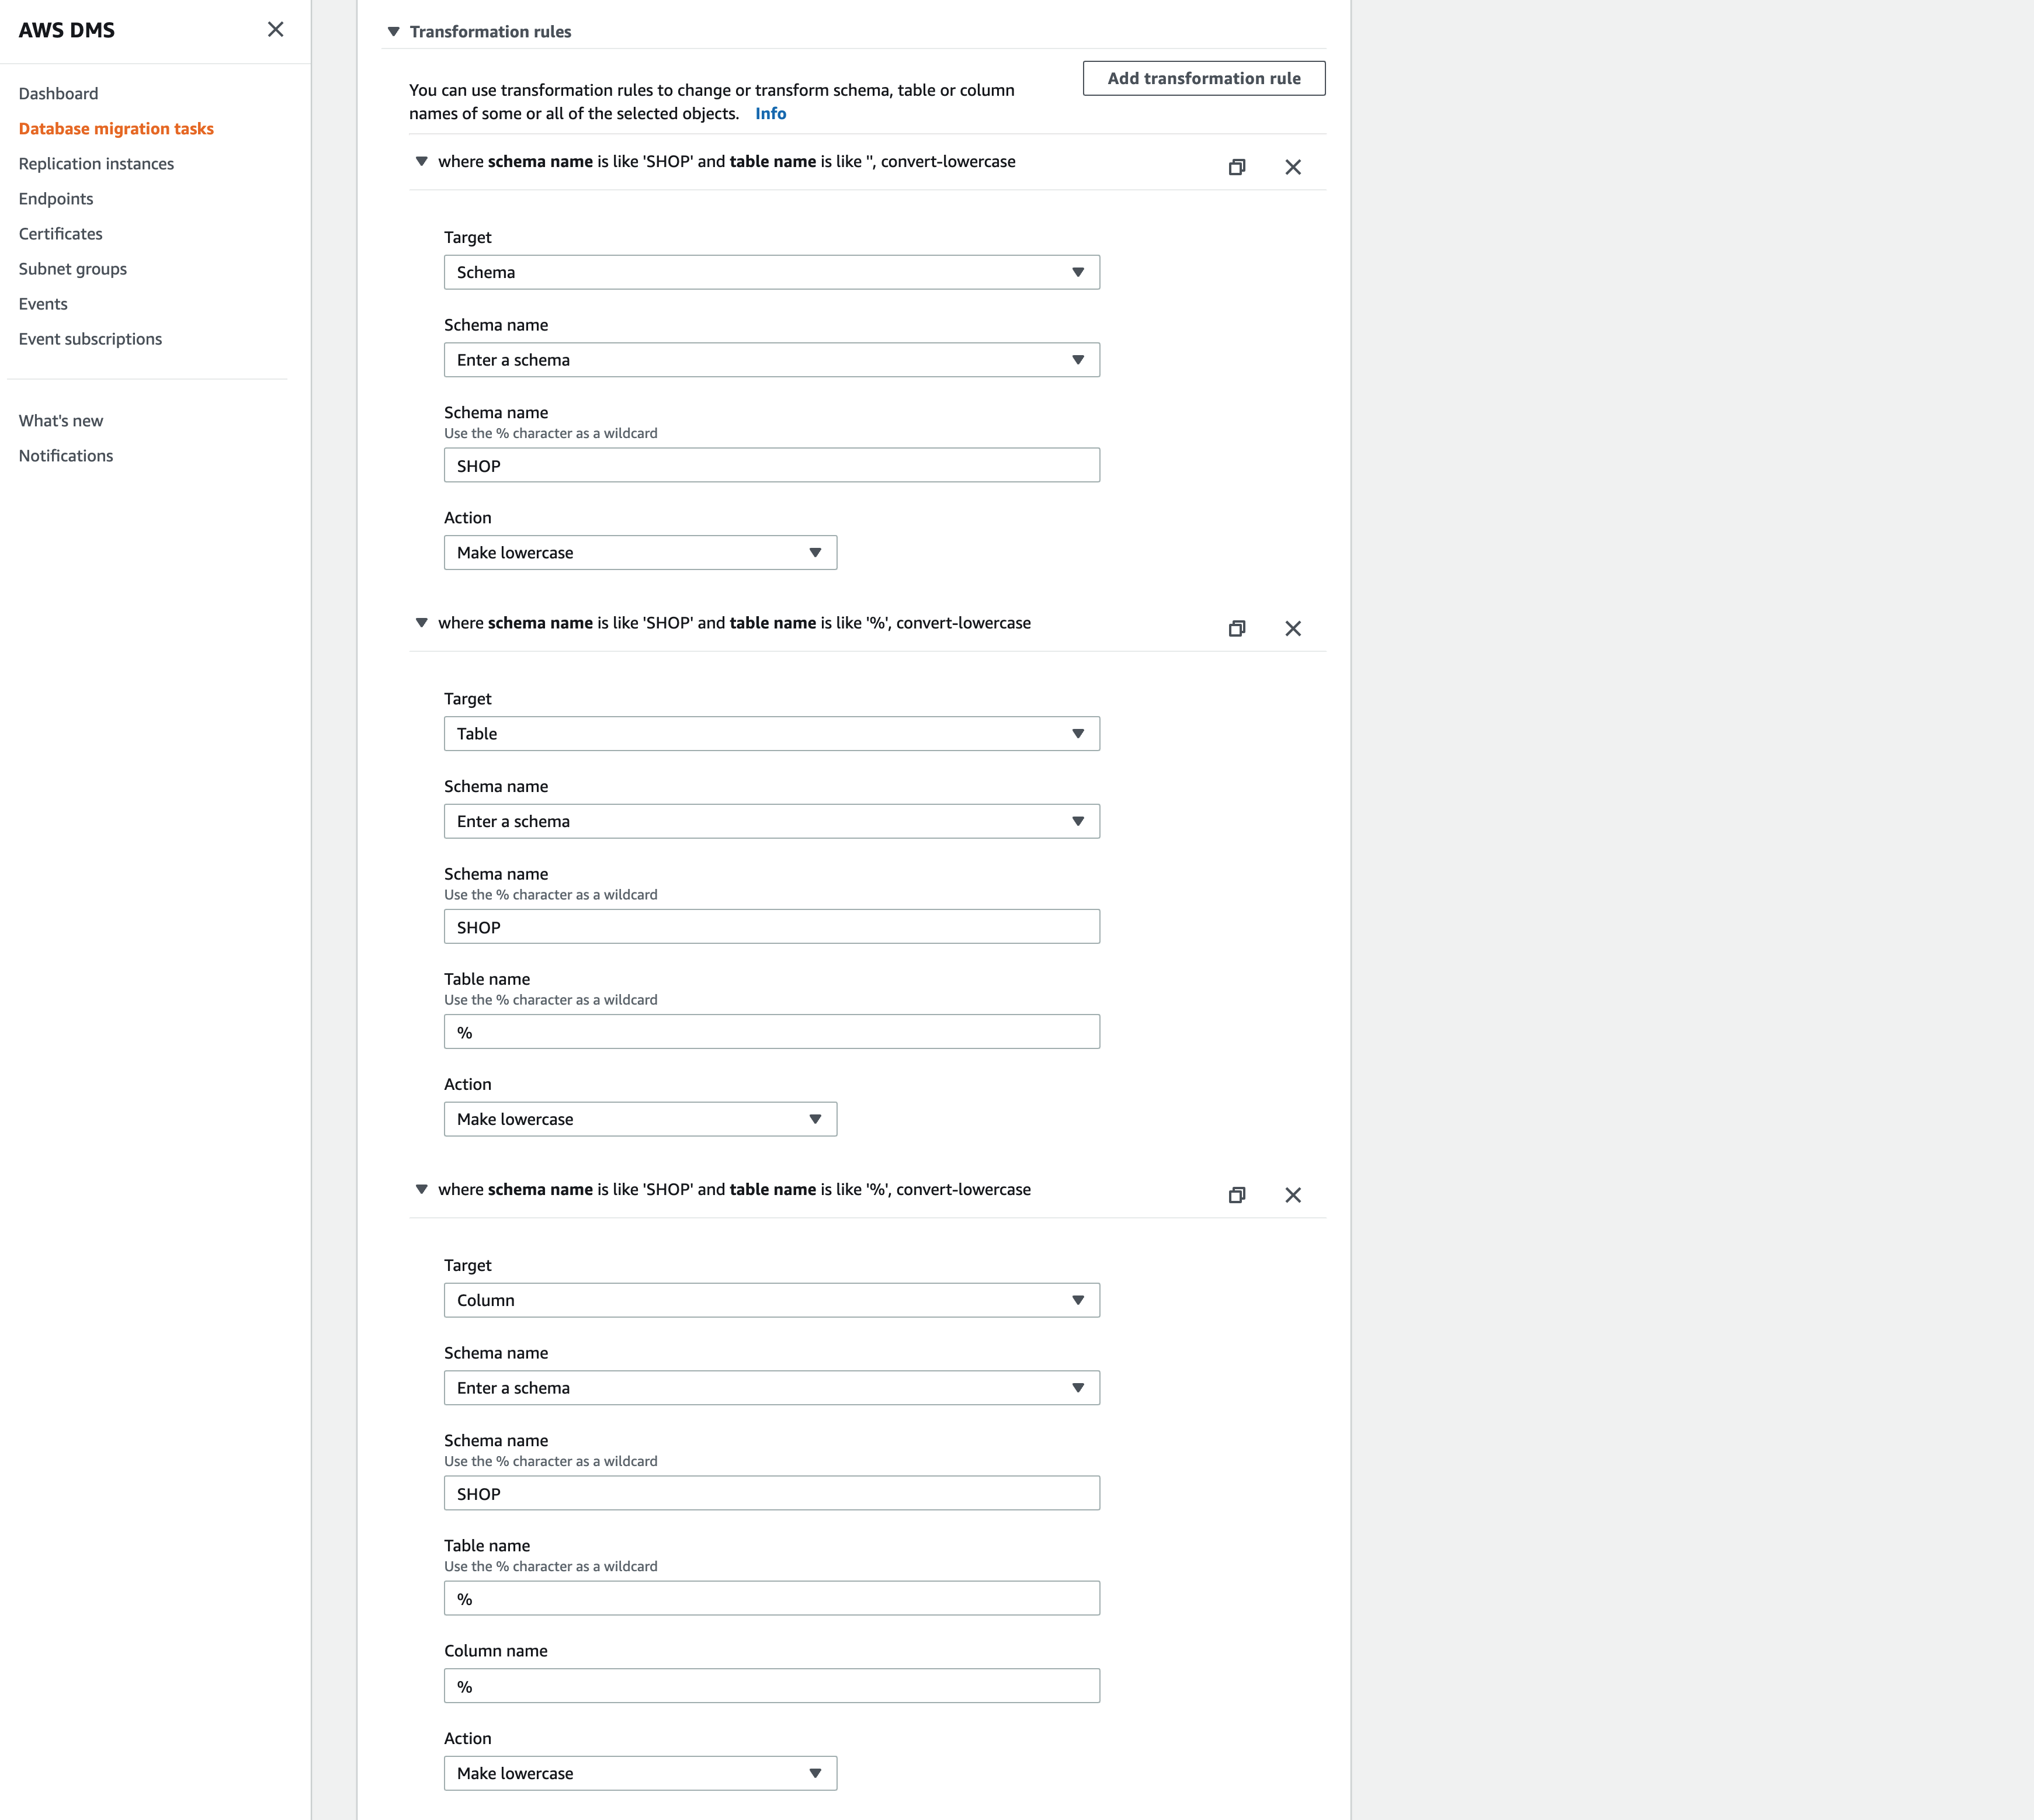 AWS DMS
Dashboard
Database migration tasks
Replication instances
Endpoints
Certificates
Subnet groups
Events
Event subscriptions
What's new
Notifications
Transformation rules
You can use transformation rules to change or transform schema, table or column
names of some or all of the selected objects. Info
Add transformation rule
where schema name is like 'SHOP' and table name is like '', convert-lowercase
Target
Schema
Schema name
Enter a schema
Schema name
Use the % character as a wildcard
SHOP
Action
Make lowercase
where schema name is like 'SHOP' and table name is like '%', convert-lowercase
Target
Table
Schema name
Enter a schema
Schema name
Use the % character as a wildcard
SHOP
Table name
Use the % character as a wildcard
%
Action
Make lowercase
where schema name is like 'SHOP' and table name is like '%', convert-lowercase
Target
Column
Schema name
Enter a schema
Schema name
Use the % character as a wildcard
SHOP
Table name
Use the % character as a wildcard
%
Column name
%
Action
Make lowercase